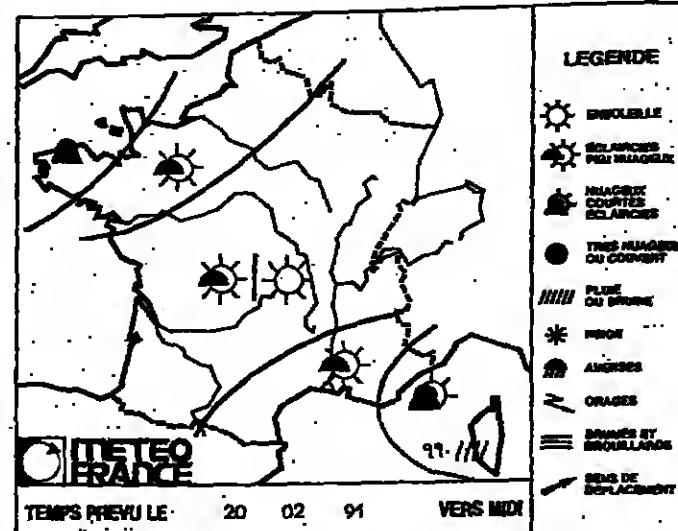 LEGENDE
ENSOLEILLE
ECLAIRCIES
PEU NUAGEUX
NUAGEUX
COURTES
ECLAIRCIES
TRES NUAGEUX
OU COUVERT
PLUIE
OU BRUINE
NEIGE
AVERSES
ORAGES
BRUMES ET
BROUILLARDS
SENS DE
DEPLACEMENT
METEO
FRANCE
TEMPS PREVU LE 20 02 91 VERS MIDI